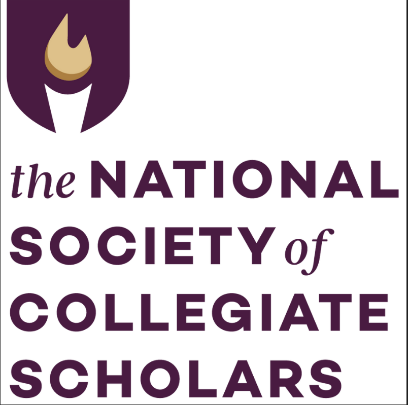 the NATIONAL
SOCIETY of
COLLEGIATE
SCHOLARS